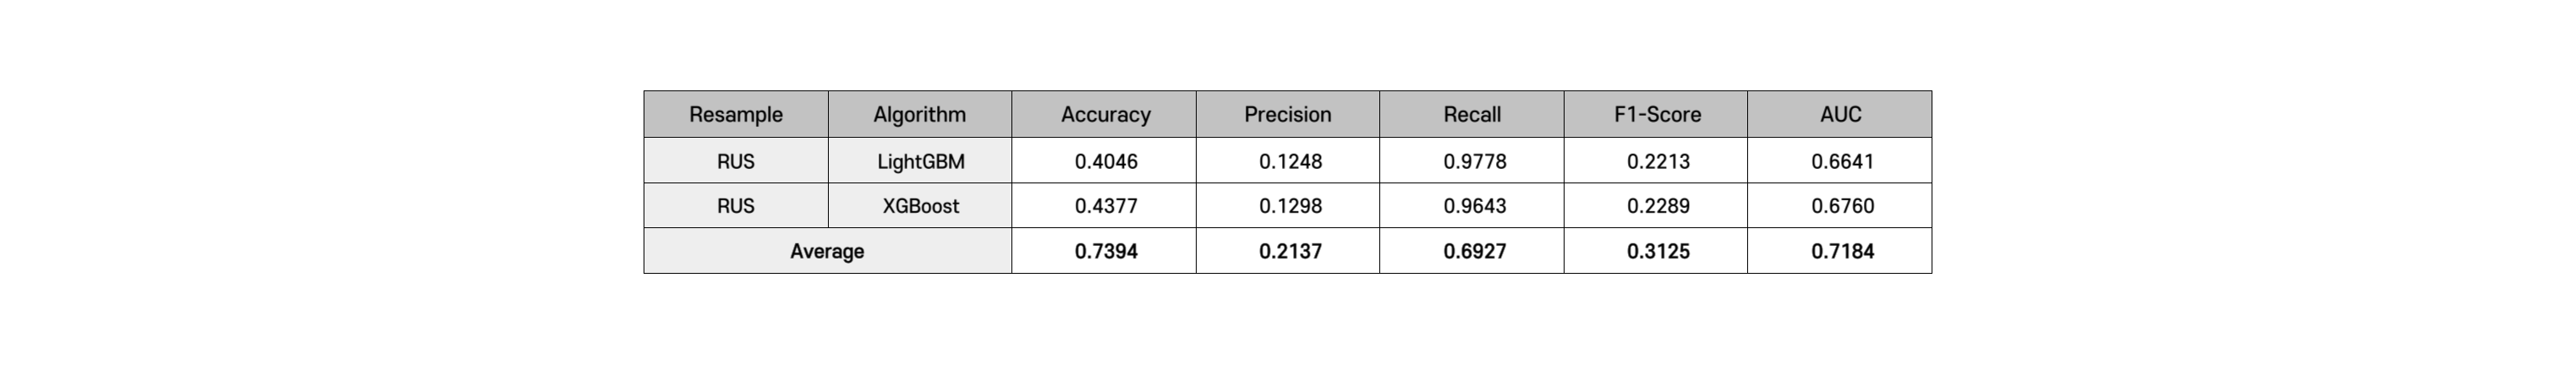 Resample Algorithm Accuracy Precision Recall F1-Score AUC
RUS LightGBM 0.4046 0.1248 0.9778 0.2213 0.6641
RUS XGBoost 0.4377 0.1298 0.9643 0.2289 0.6760
Average 0.7394 0.2137 0.6927 0.3125 0.7184